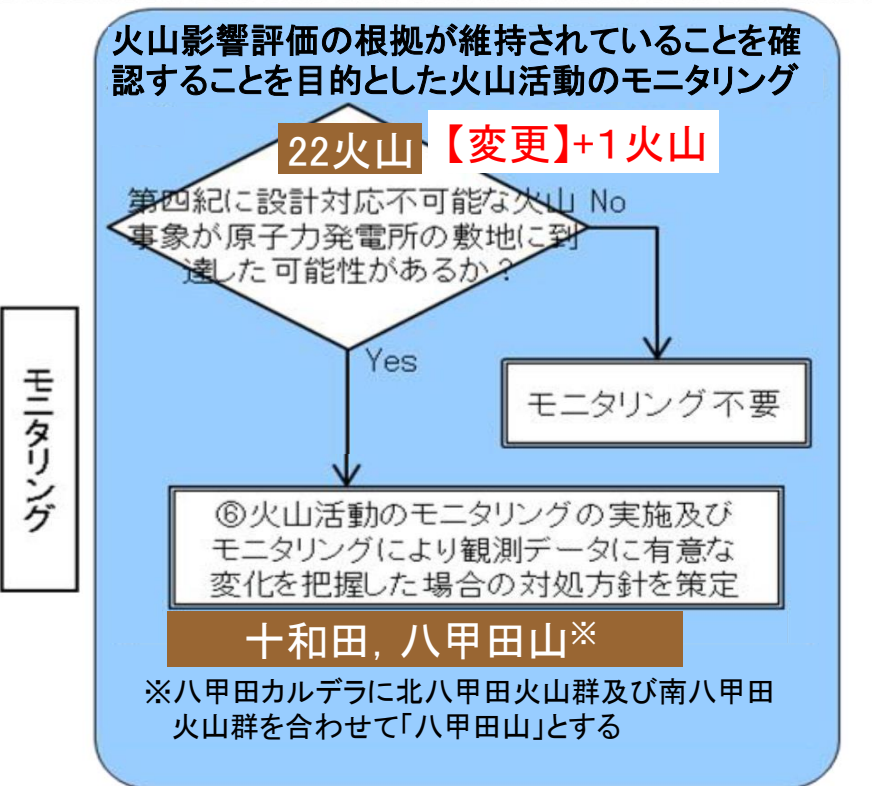 火山影響評価の根拠が維持されていることを確
認することを目的とした火山活動のモニタリング
22火山
【変更】+1火山
第四紀に設計対応不可能な火山
事象が原子力発電所の敷地に到
達した可能性があるか？
No
Yes
モニタリング不要
モニタリング
⑥火山活動のモニタリングの実施及び
モニタリングにより観測データに有意な
変化を把握した場合の対処方針を策定
十和田，八甲田山※
※八甲田カルデラに北八甲田火山群及び南八甲田
火山群を合わせて「八甲田山」とする